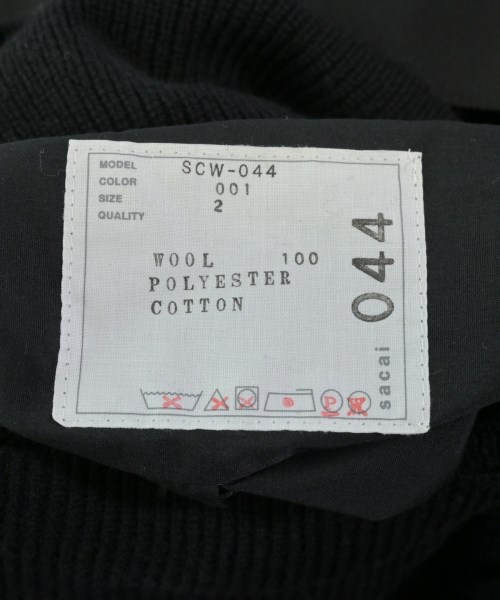 MODEL SCW-044
COLOR 001
SIZE 2
QUALITY
WOOL 100
POLYESTER
COTTON
P
W
sacai 044